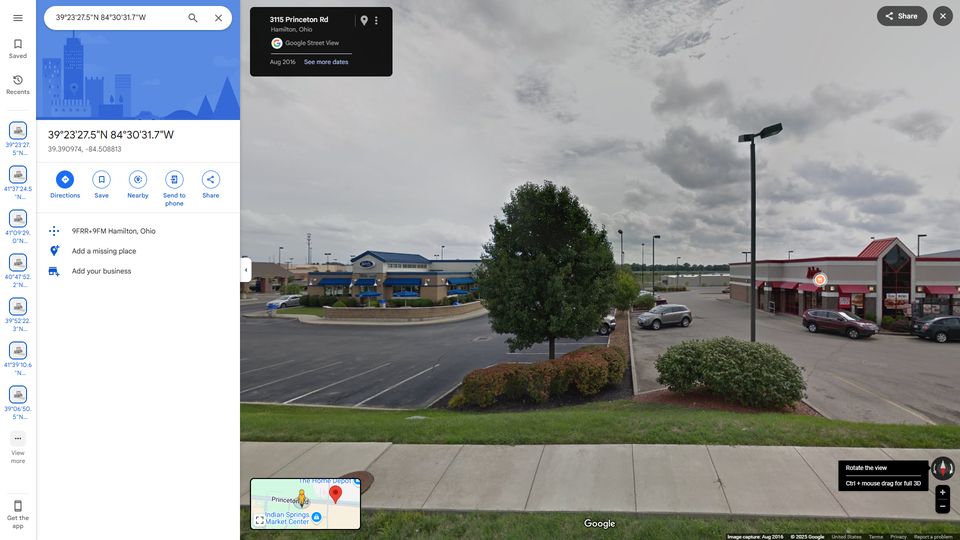 39°23'27.5"N 84°30'31.7"W
Saved
Recents
39°23'27.
5"N...
41°37'24.5
"N...
41°09'29.
0"N...
40°47'52.
2"N...
39°52'22.
3"N...
41°39'10.6
"N...
39°06'50.
5"N...
View
more
Get the
app
39°23'27.5"N 84°30'31.7"W
39.390974, -84.508813
Directions
Save
Nearby
Send to
phone
Share
9FRR+9FM Hamilton, Ohio
Add a missing place
Add your business
3115 Princeton Rd
Hamilton, Ohio
Google Street View
Aug 2016 See more dates
Share
The Home Depot
Princeton Rd
Indian Springs
Market Center
Google
Rotate the view
Ctrl + mouse drag for full 3D
Image capture: Aug 2016 © 2025 Google United States Terms Privacy Report a problem